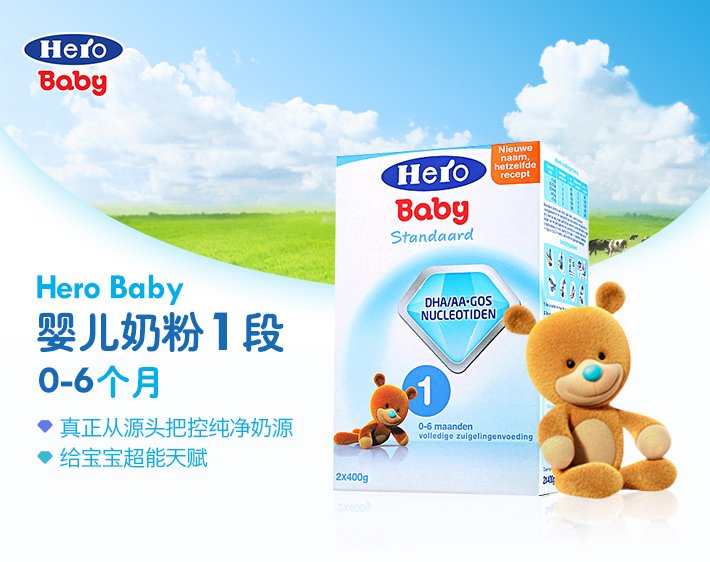 Hero
Baby
Hero Baby
婴儿奶粉1段
0-6个月
真正从源头把控纯净奶源
给宝宝超能天赋
Nieuwe
naam,
hetzelfde
recept
Hero
Baby
Standaard
DHA/AA·GOS
NUCLEOTIDEN
1
0-6 maanden
volledige zuigelingenvoeding
2x400g
2x400g